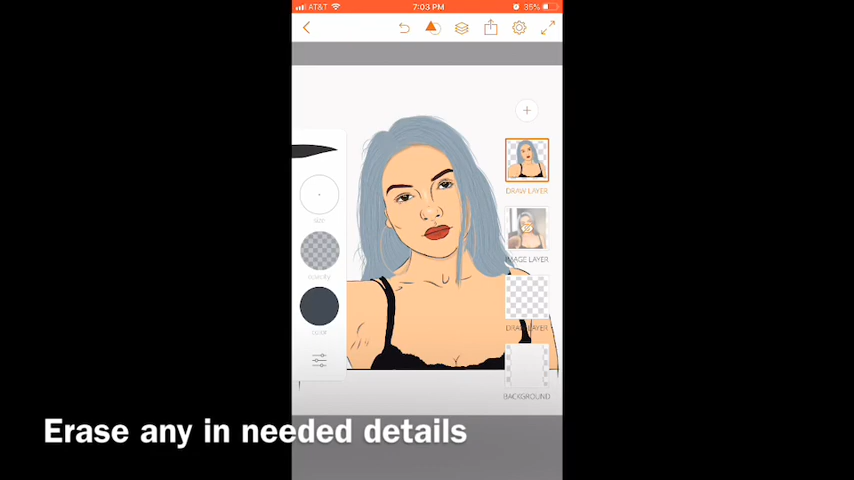 AT&T
7:03 PM
35%
size
opacity
color
DRAW LAYER
IMAGE LAYER
DRAW LAYER
BACKGROUND
Erase any in needed details